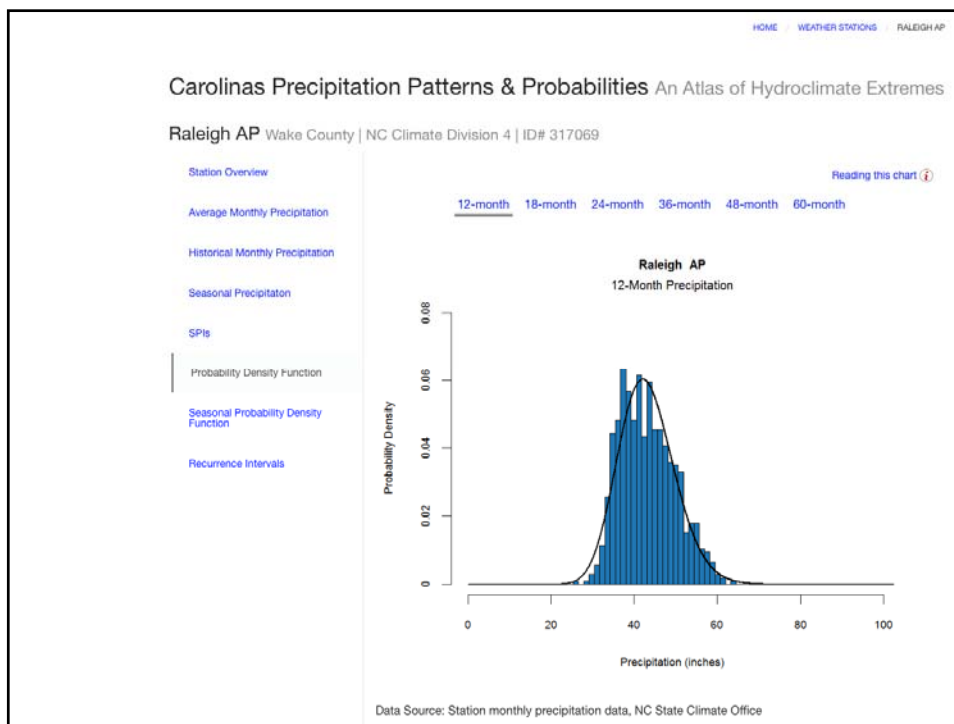 HOME / WEATHER STATIONS / RALEIGH AP
Carolinas Precipitation Patterns & Probabilities An Atlas of Hydroclimate Extremes
Raleigh AP Wake County | NC Climate Division 4 | ID# 317069
Station Overview
Average Monthly Precipitation
Historical Monthly Precipitation
Seasonal Precipitaton
SPIs
Probability Density Function
Seasonal Probability Density
Function
Recurrence Intervals
Reading this chart i
12-month 18-month 24-month 36-month 48-month 60-month
Raleigh AP
12-Month Precipitation
Probability Density
0.08
0.06
0.04
0.02
0
0 20 40 60 80 100
Precipitation (inches)
Data Source: Station monthly precipitation data, NC State Climate Office